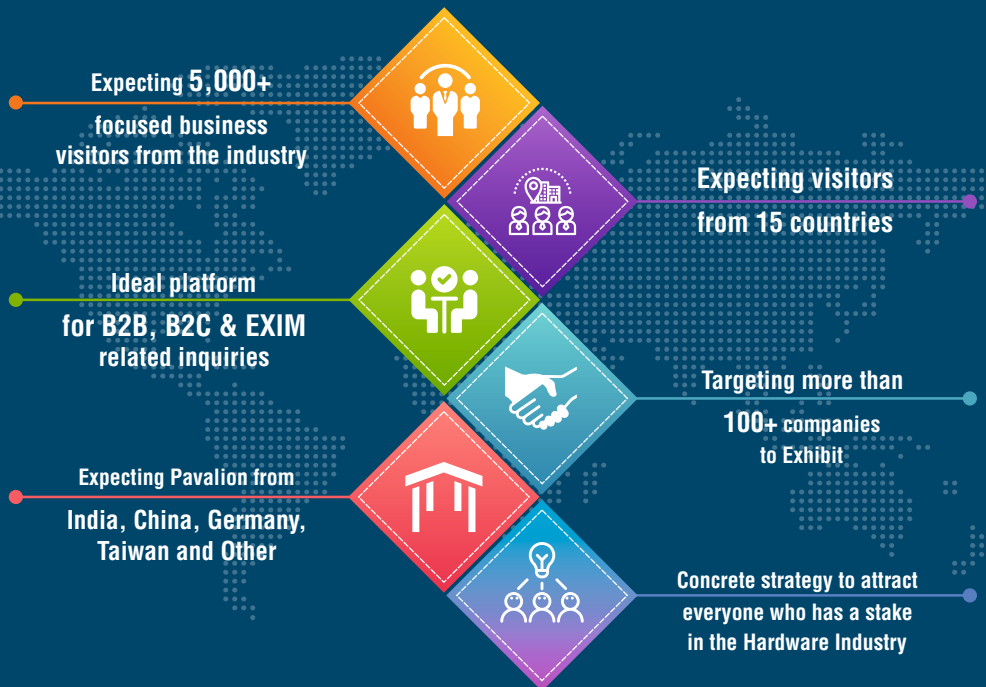 Expecting 5,000+
focused business
visitors from the industry
Expecting visitors
from 15 countries
Ideal platform
for B2B, B2C & EXIM
related inquiries
Targeting more than
100+ companies
to Exhibit
Expecting Pavalion from
India, China, Germany,
Taiwan and Other
Concrete strategy to attract
everyone who has a stake
in the Hardware Industry